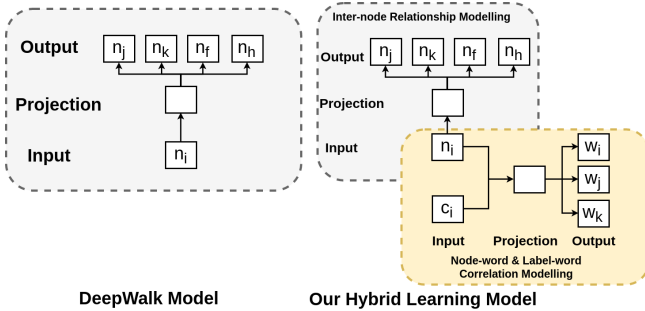 Output
n_j n_k n_f n_h
Projection
Input
n_i
DeepWalk Model
Inter-node Relationship Modelling
Output
n_j n_k n_f n_h
Projection
Input
n_i
w_i
w_j
c_i
w_k
Input Projection Output
Node-word & Label-word
Correlation Modelling
Our Hybrid Learning Model